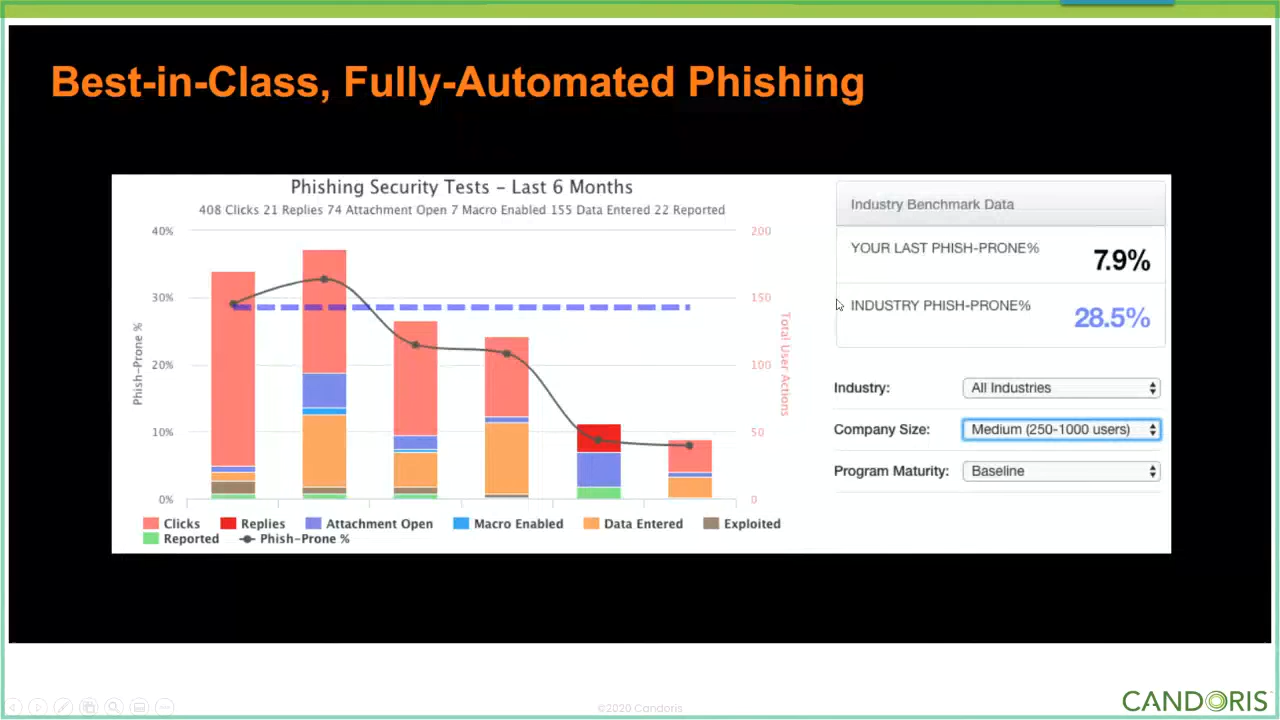 Best-in-Class, Fully-Automated Phishing
Phishing Security Tests – Last 6 Months
408 Clicks 21 Replies 74 Attachment Open 7 Macro Enabled 155 Data Entered 22 Reported
40%
30%
20%
10%
0%
Phish-Prone %
200
150
100
50
0
Total User Actions
Clicks Replies Attachment Open Macro Enabled Data Entered Exploited
Reported Phish-Prone %
Industry Benchmark Data
YOUR LAST PHISH-PRONE%
7.9%
INDUSTRY PHISH-PRONE%
28.5%
Industry: All Industries
Company Size: Medium (250-1000 users)
Program Maturity: Baseline
©2020 Candoris
CANDORIS